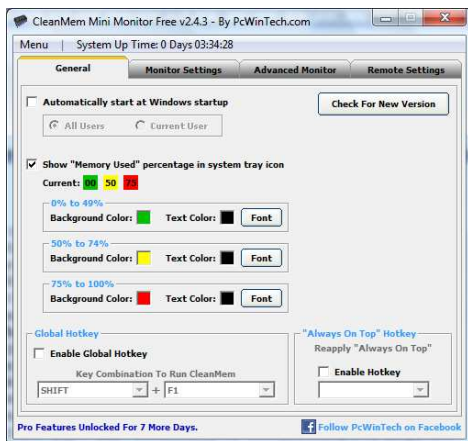 CleanMem Mini Monitor Free v2.4.3 - By PcWinTech.com
Menu | System Up Time: 0 Days 03:34:28
General Monitor Settings Advanced Monitor Remote Settings
Automatically start at Windows startup
Check For New Version
All Users Current User
Show "Memory Used" percentage in system tray icon
Current: 00 50 75
0% to 49%
Background Color: Text Color: Font
50% to 74%
Background Color: Text Color: Font
75% to 100%
Background Color: Text Color: Font
Global Hotkey
Enable Global Hotkey
Key Combination To Run CleanMem
SHIFT + F1
"Always On Top" Hotkey
Reapply "Always On Top"
Enable Hotkey
Pro Features Unlocked For 7 More Days.
Follow PcWinTech on Facebook